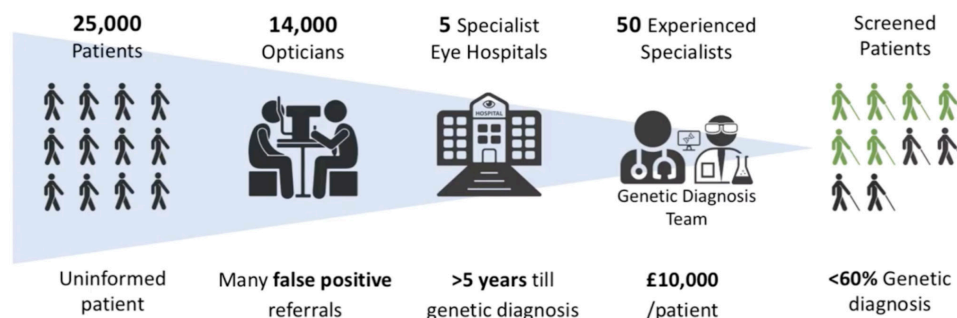 25,000
Patients
14,000
Opticians
5 Specialist
Eye Hospitals
50 Experienced
Specialists
Screened
Patients
HOSPITAL
Genetic Diagnosis
Team
Uninformed
patient
Many false positive
referrals
>5 years till
genetic diagnosis
£10,000
/patient
<60% Genetic
diagnosis